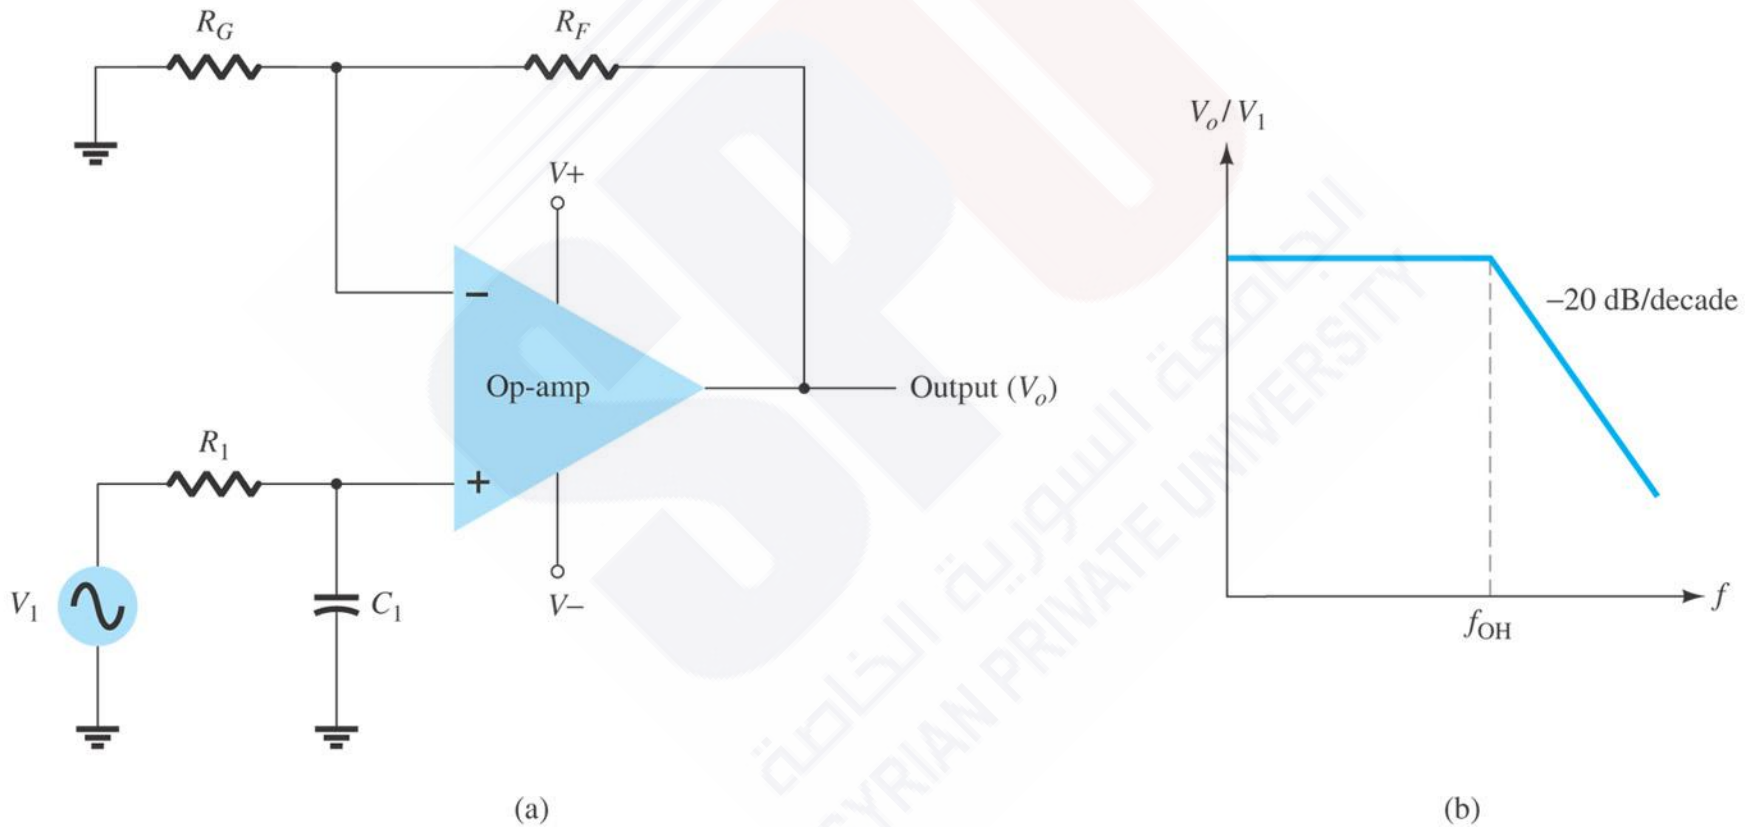 R_G
R_F
V+
−
Op-amp
Output (V_o)
+
R_1
V_1
C_1
V−
(a)
V_o / V_1
−20 dB/decade
f
f_OH
(b)
الجامعة السورية الخاصة
SYRIAN PRIVATE UNIVERSITY
SPU